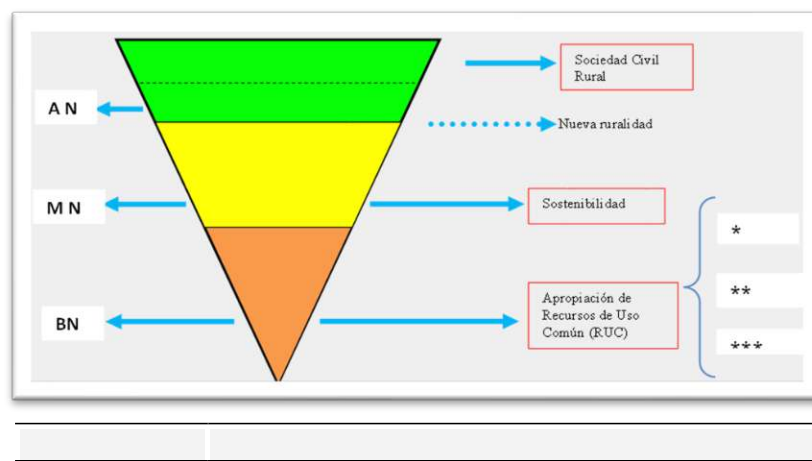 Sociedad Civil
Rural
A N
Nueva ruralidad
M N
Sostenibilidad
*
**
BN
Apropiación de
Recursos de Uso
Común (RUC)
***